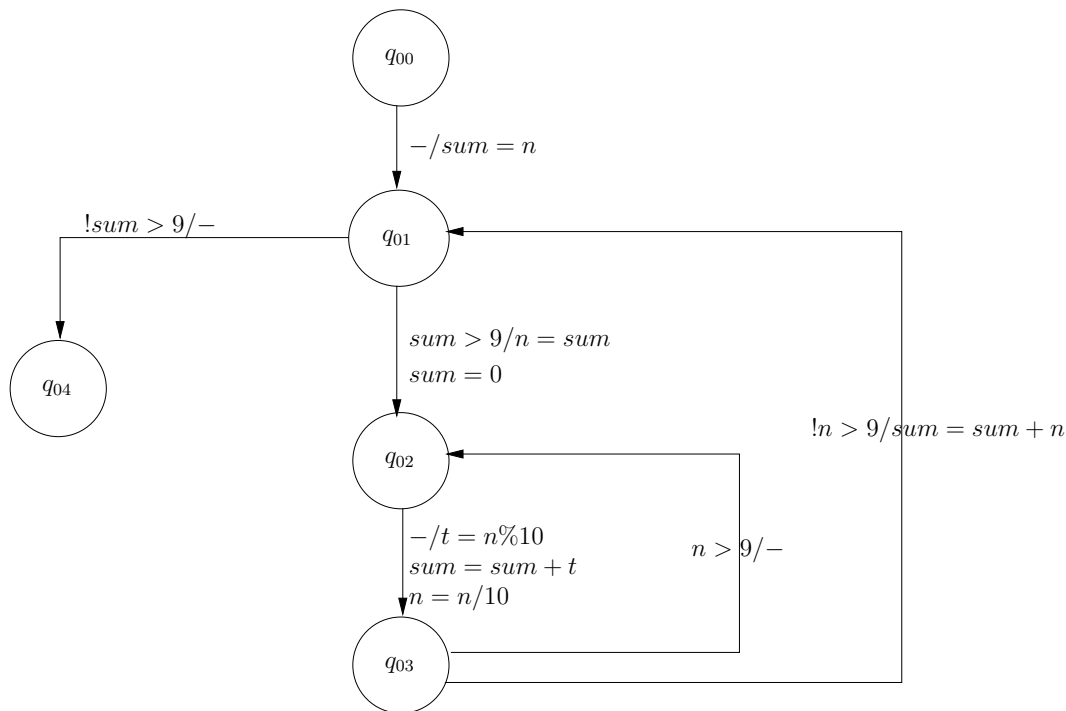 q00
−/sum = n
!sum > 9/−
q01
sum > 9/n = sum
sum = 0
q04
!n > 9/sum = sum + n
q02
−/t = n%10
sum = sum + t
n = n/10
n > 9/−
q03